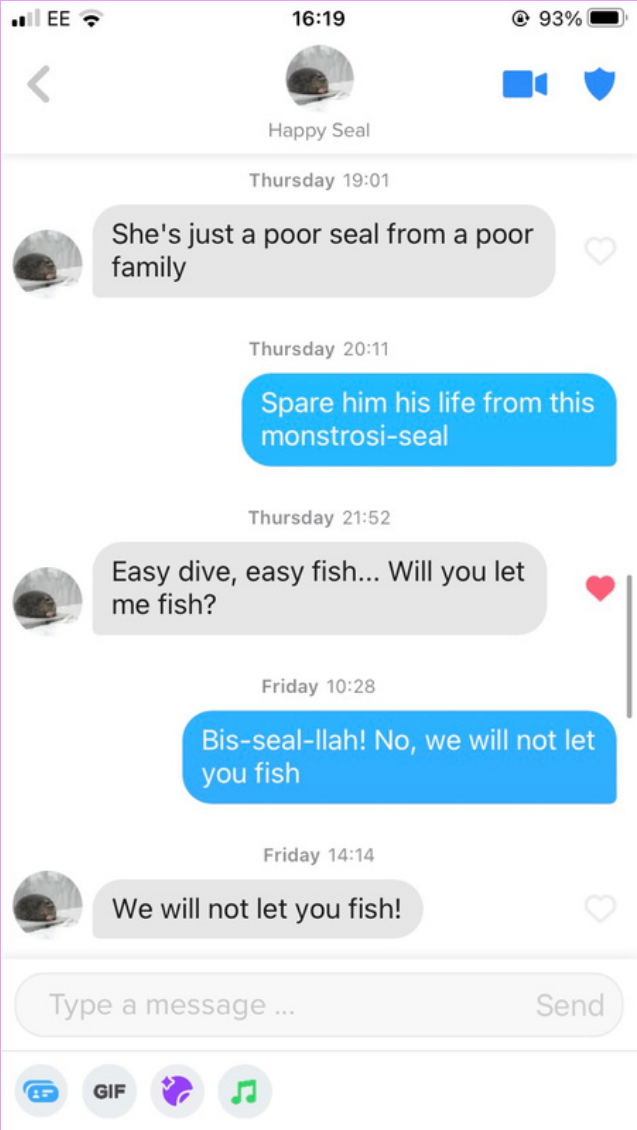 EE 16:19 93%
Happy Seal
Thursday 19:01
She's just a poor seal from a poor
family
Thursday 20:11
Spare him his life from this
monstrosi-seal
Thursday 21:52
Easy dive, easy fish... Will you let
me fish?
Friday 10:28
Bis-seal-llah! No, we will not let
you fish
Friday 14:14
We will not let you fish!
Type a message ... Send
GIF